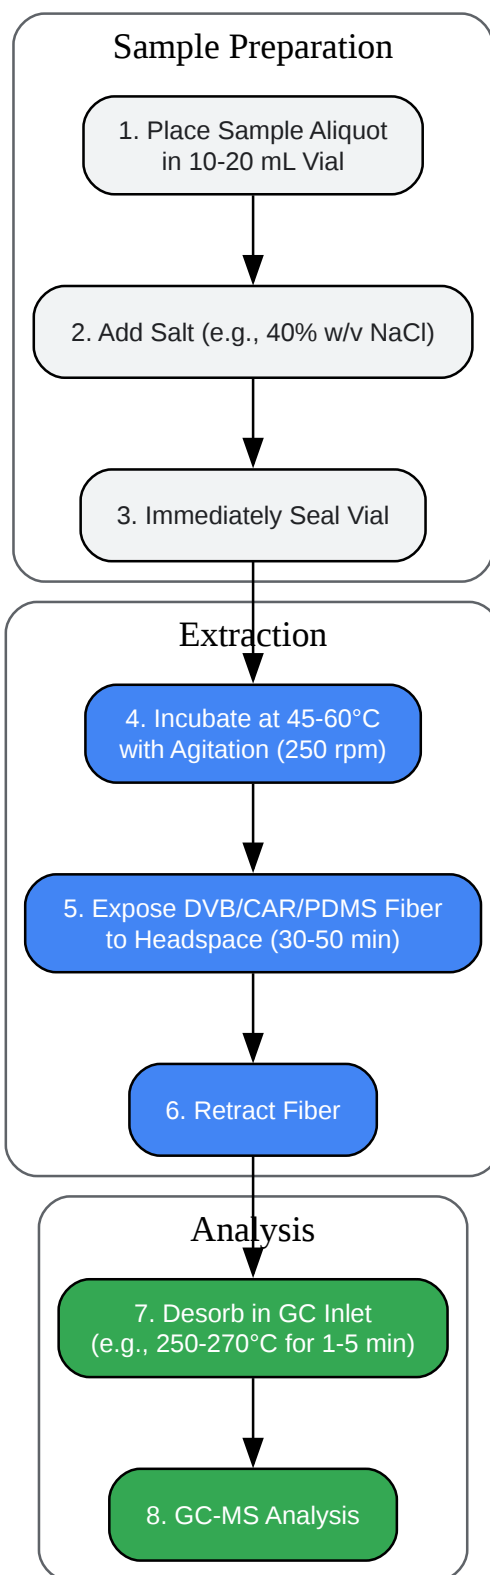 Sample Preparation
1. Place Sample Aliquot
in 10-20 mL Vial
2. Add Salt (e.g., 40% w/v NaCl)
3. Immediately Seal Vial
Extraction
4. Incubate at 45-60°C
with Agitation (250 rpm)
5. Expose DVB/CAR/PDMS Fiber
to Headspace (30-50 min)
6. Retract Fiber
Analysis
7. Desorb in GC Inlet
(e.g., 250-270°C for 1-5 min)
8. GC-MS Analysis